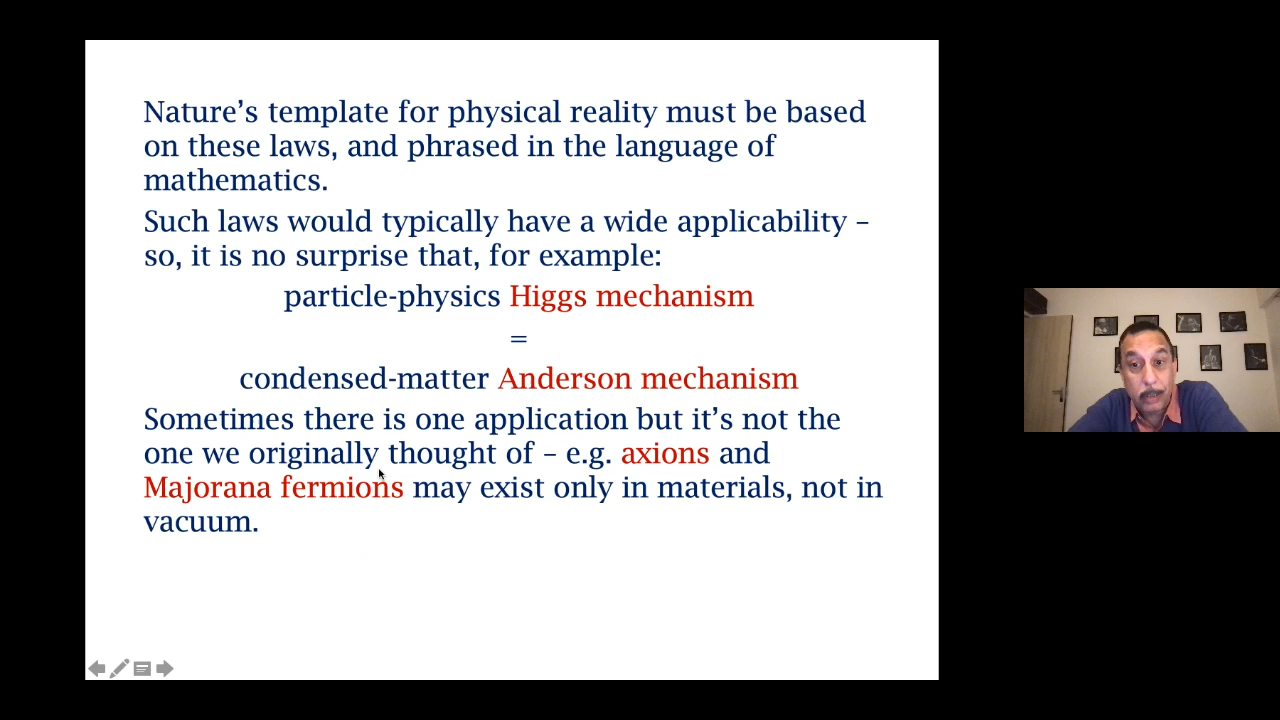 Nature’s template for physical reality must be based
on these laws, and phrased in the language of
mathematics.
Such laws would typically have a wide applicability –
so, it is no surprise that, for example:
particle-physics Higgs mechanism
=
condensed-matter Anderson mechanism
Sometimes there is one application but it’s not the
one we originally thought of – e.g. axions and
Majorana fermions may exist only in materials, not in
vacuum.